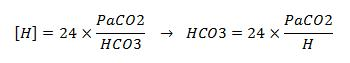 [H] = 24 × PaCO2 / HCO3 → HCO3 = 24 × PaCO2 / H